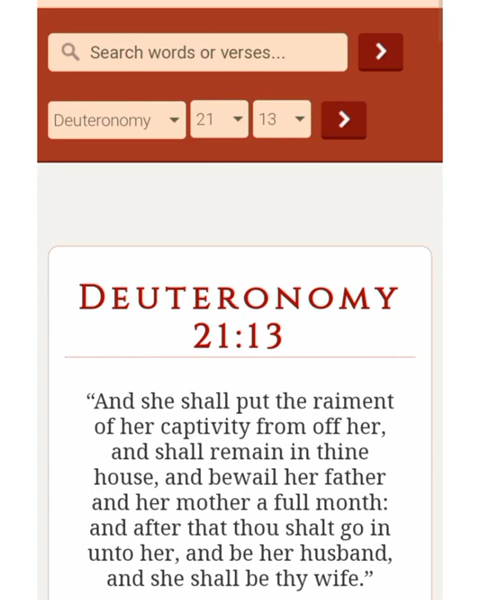 Search words or verses...
Deuteronomy 21 13
DEUTERONOMY
21:13
“And she shall put the raiment
of her captivity from off her,
and shall remain in thine
house, and bewail her father
and her mother a full month:
and after that thou shalt go in
unto her, and be her husband,
and she shall be thy wife.”